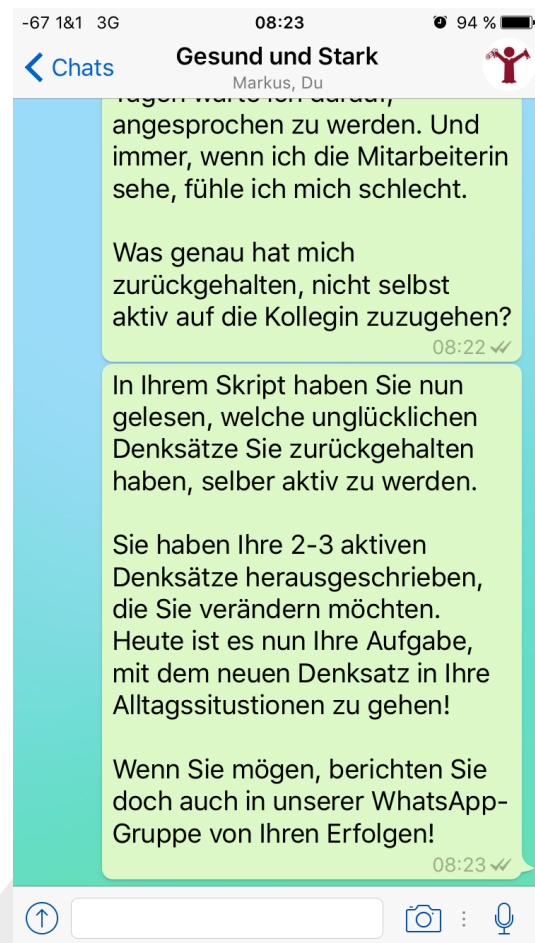 -67 1&1 3G 08:23 94 %
Chats Gesund und Stark
Markus, Du
angesprochen zu werden. Und
immer, wenn ich die Mitarbeiterin
sehe, fühle ich mich schlecht.
Was genau hat mich
zurückgehalten, nicht selbst
aktiv auf die Kollegin zuzugehen?
08:22
In Ihrem Skript haben Sie nun
gelesen, welche unglücklichen
Denksätze Sie zurückgehalten
haben, selber aktiv zu werden.
Sie haben Ihre 2-3 aktiven
Denksätze herausgeschrieben,
die Sie verändern möchten.
Heute ist es nun Ihre Aufgabe,
mit dem neuen Denksatz in Ihre
Alltagssitustionen zu gehen!
Wenn Sie mögen, berichten Sie
doch auch in unserer WhatsApp-
Gruppe von Ihren Erfolgen!
08:23